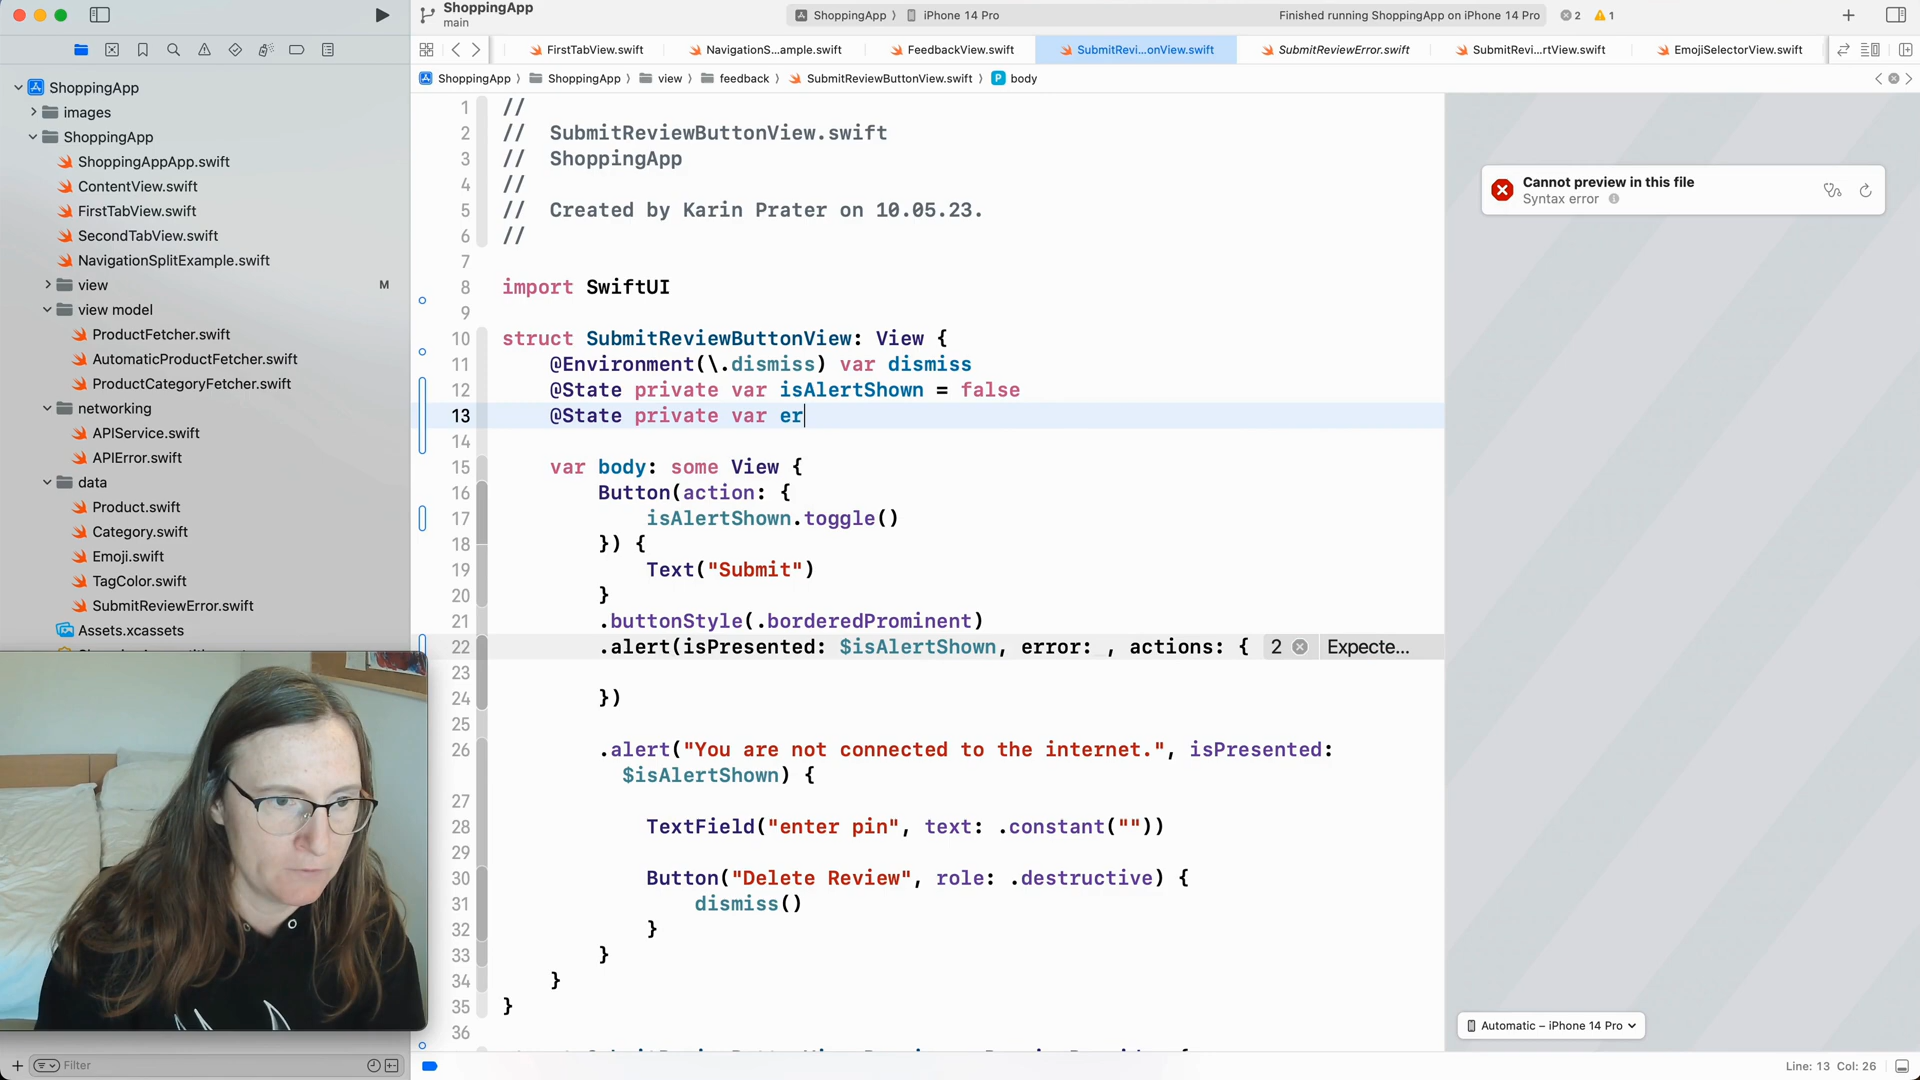 ShoppingApp
main
ShoppingApp
iPhone 14 Pro
Finished running ShoppingApp on iPhone 14 Pro
2
1
FirstTabView.swift
NavigationS...ample.swift
FeedbackView.swift
SubmitRevi...onView.swift
SubmitReviewError.swift
SubmitRevi...rtView.swift
EmojiSelectorView.swift
ShoppingApp
ShoppingApp
view
feedback
SubmitReviewButtonView.swift
P body
ShoppingApp
images
ShoppingApp
ShoppingAppApp.swift
ContentView.swift
FirstTabView.swift
SecondTabView.swift
NavigationSplitExample.swift
view M
view model
ProductFetcher.swift
AutomaticProductFetcher.swift
ProductCategoryFetcher.swift
networking
APIService.swift
APIError.swift
data
Product.swift
Category.swift
Emoji.swift
TagColor.swift
SubmitReviewError.swift
Assets.xcassets
Filter
1 //
2 // SubmitReviewButtonView.swift
3 // ShoppingApp
4 //
5 // Created by Karin Prater on 10.05.23.
6 //
7
8 import SwiftUI
9
10 struct SubmitReviewButtonView: View {
11 @Environment(\.dismiss) var dismiss
12 @State private var isAlertShown = false
13 @State private var er
14
15 var body: some View {
16 Button(action: {
17 isAlertShown.toggle()
18 }) {
19 Text("Submit")
20 }
21 .buttonStyle(.borderedProminent)
22 .alert(isPresented: $isAlertShown, error: , actions: { 2 Expecte...
23
24 })
25
26 .alert("You are not connected to the internet.", isPresented:
$isAlertShown) {
27
28 TextField("enter pin", text: .constant(""))
29
30 Button("Delete Review", role: .destructive) {
31 dismiss()
32 }
33 }
34 }
35 }
36
Cannot preview in this file
Syntax error
Automatic – iPhone 14 Pro
Line: 13 Col: 26